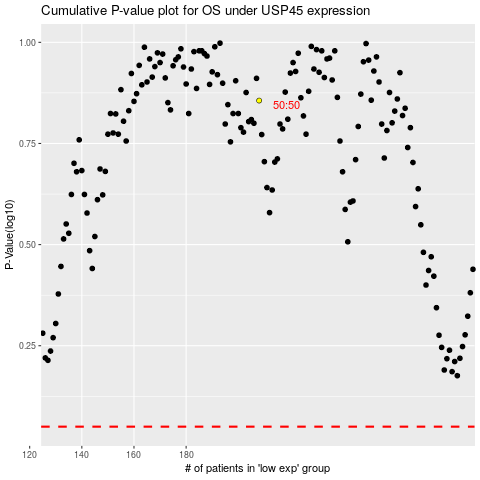 Cumulative P-value plot for OS under USP45 expression
P-Value(log10)
1.00
0.75
0.50
0.25
50:50
120 140 160 180
# of patients in 'low exp' group